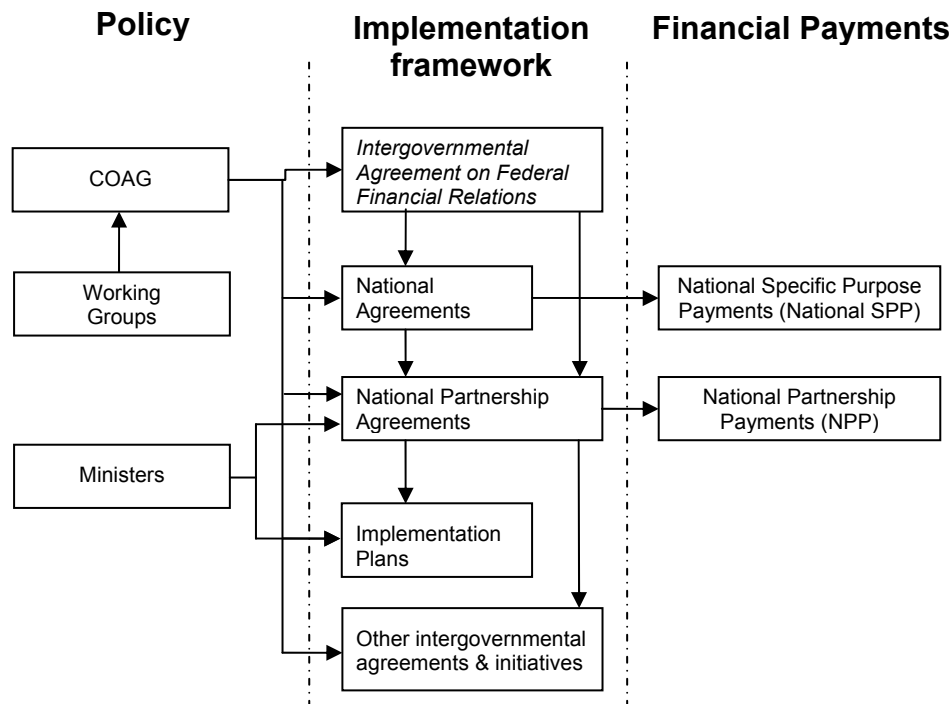 Policy
Implementation
framework
Financial Payments
COAG
Working
Groups
Ministers
Intergovernmental
Agreement on Federal
Financial Relations
National
Agreements
National Partnership
Agreements
Implementation
Plans
Other intergovernmental
agreements & initiatives
National Specific Purpose
Payments (National SPP)
National Partnership
Payments (NPP)